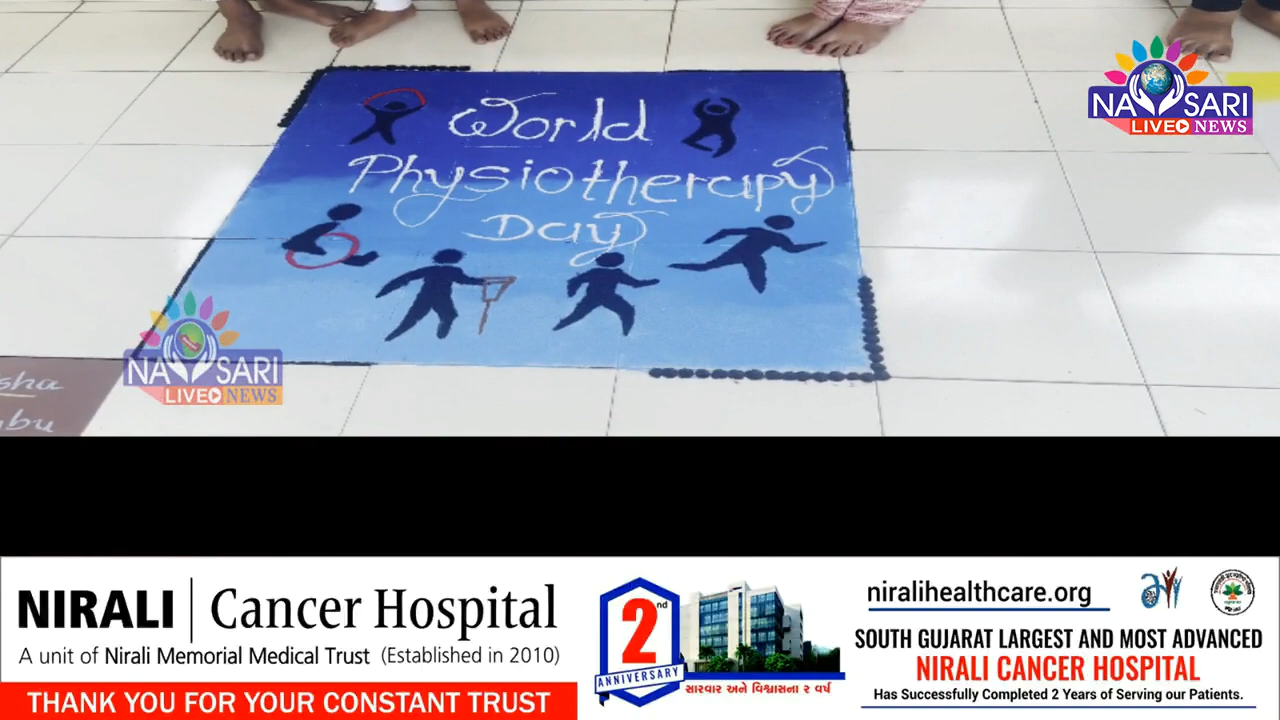 World
Physiotherapy
Day
NAVSARI
LIVE NEWS
NAVSARI
LIVE NEWS
sha
bu
NIRALI
Cancer Hospital
A unit of Nirali Memorial Medical Trust (Established in 2010)
THANK YOU FOR YOUR CONSTANT TRUST
2nd
ANNIVERSARY
સારવાર અને વિશ્વાસના ૨ વર્ષ
niralihealthcare.org
SOUTH GUJARAT LARGEST AND MOST ADVANCED
NIRALI CANCER HOSPITAL
Has Successfully Completed 2 Years of Serving our Patients.